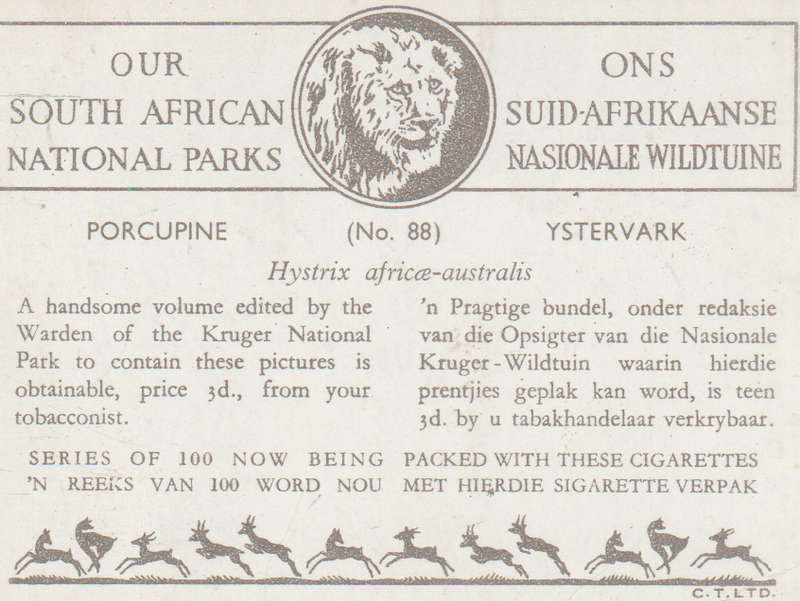 OUR
SOUTH AFRICAN
NATIONAL PARKS
ONS
SUID-AFRIKAANSE
NASIONALE WILDTUINE
PORCUPINE (No. 88) YSTERVARK
Hystrix africæ-australis
A handsome volume edited by the
Warden of the Kruger National
Park to contain these pictures is
obtainable, price 3d., from your
tobacconist.
'n Pragtige bundel, onder redaksie
van die Opsigter van die Nasionale
Kruger-Wildtuin waarin hierdie
prentjies geplak kan word, is teen
3d. by u tabakhandelaar verkrybaar.
SERIES OF 100 NOW BEING PACKED WITH THESE CIGARETTES
'N REEKS VAN 100 WORD NOU MET HIERDIE SIGARETTE VERPAK
C.T. LTD.